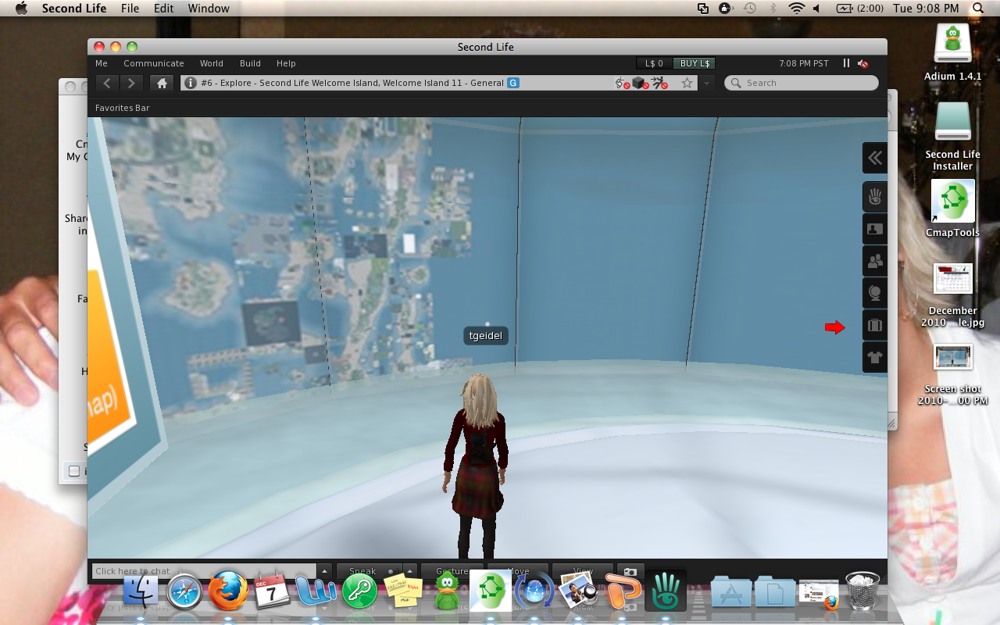 Second Life File Edit Window
(2:00) Tue 9:08 PM
Second Life
Me Communicate World Build Help
L$ 0 BUY L$
7:08 PM PST
#6 - Explore - Second Life Welcome Island, Welcome Island 11 - General G
Search
Favorites Bar
My
Share
in
Fa
H
S
map)
tgeidel
Click here to chat.
Speak
Gesture
Move
View
DEC
7
Adium 1.4.1
Second Life
Installer
CmapTools
December
2010 ...le.jpg
Screen shot
2010-...00 PM